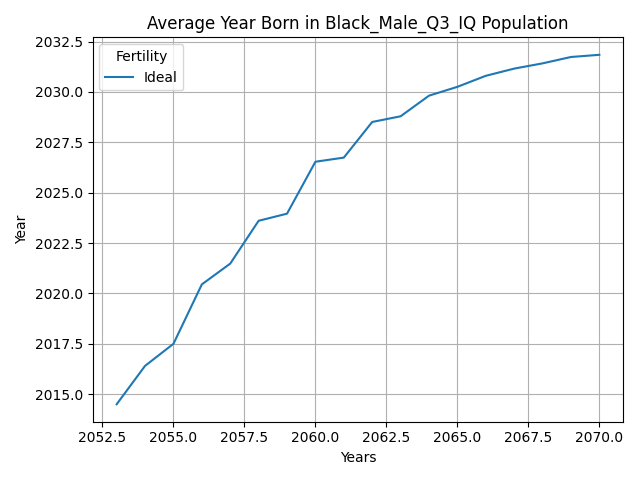 Average Year Born in Black_Male_Q3_IQ Population
2032.5
2030.0
2027.5
2025.0
2022.5
2020.0
2017.5
2015.0
Year
Fertility
Ideal
2052.5 2055.0 2057.5 2060.0 2062.5 2065.0 2067.5 2070.0
Years